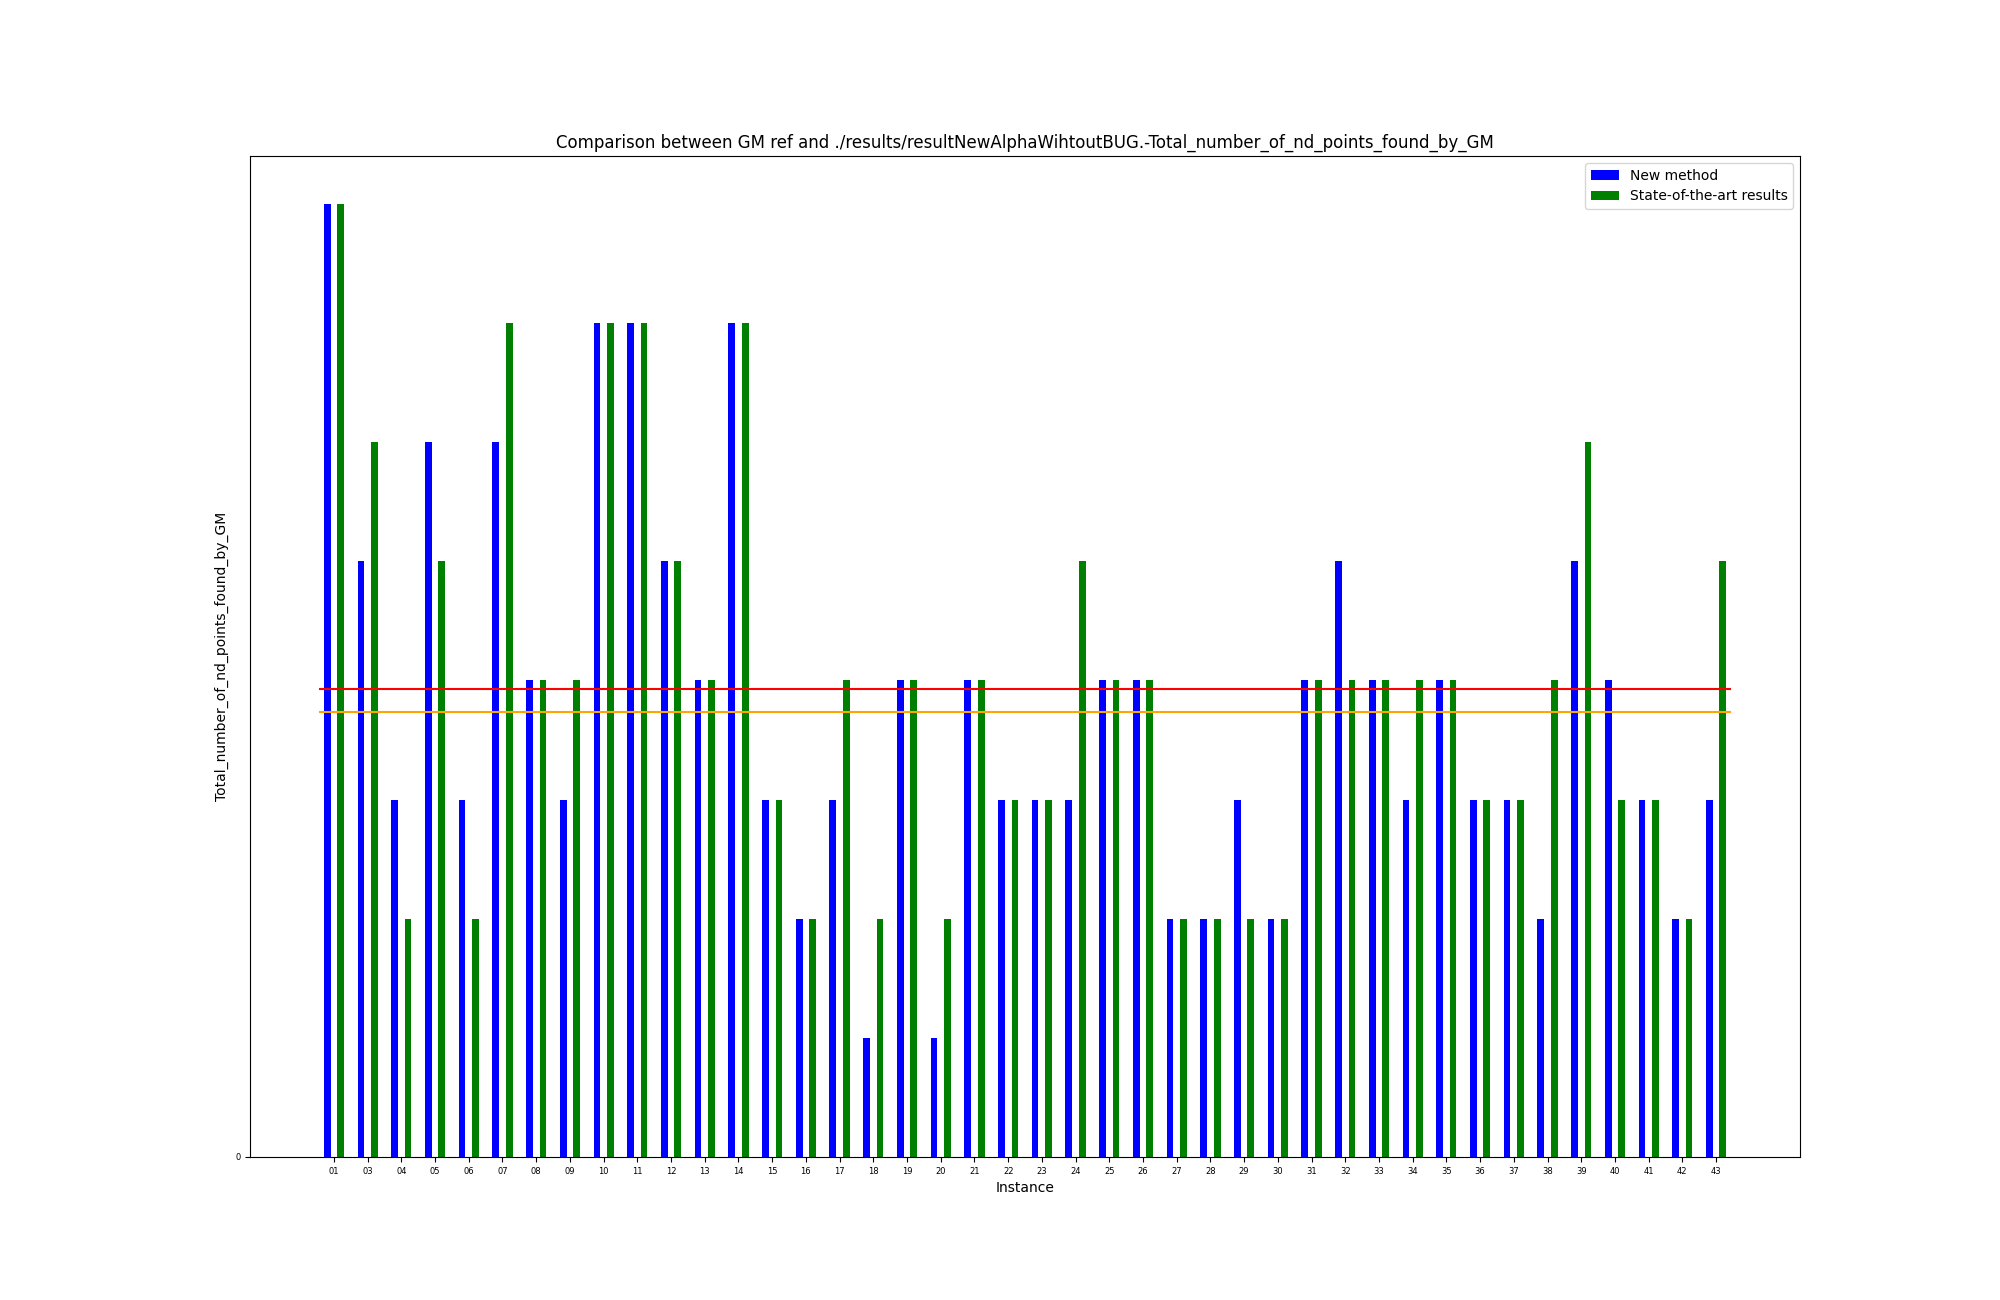 Comparison between GM ref and ./results/resultNewAlphaWihtoutBUG.-Total_number_of_nd_points_found_by_GM
New method
State-of-the-art results
Total_number_of_nd_points_found_by_GM
0
01 03 04 05 06 07 08 09 10 11 12 13 14 15 16 17 18 19 20 21 22 23 24 25 26 27 28 29 30 31 32 33 34 35 36 37 38 39 40 41 42 43
Instance